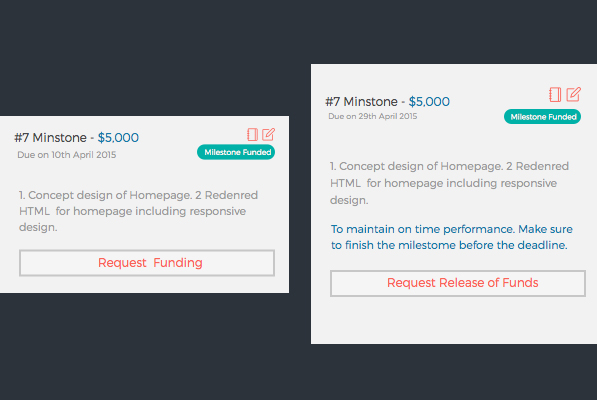 #7 Minstone - $5,000
Due on 10th April 2015
Milestone Funded
1. Concept design of Homepage. 2 Redenred
HTML  for homepage including responsive
design.
Request  Funding
#7 Minstone - $5,000
Due on 29th April 2015
Milestone Funded
1. Concept design of Homepage. 2 Redenred
HTML  for homepage including responsive
design.
To maintain on time performance. Make sure
to finish the milestome before the deadline.
Request Release of Funds